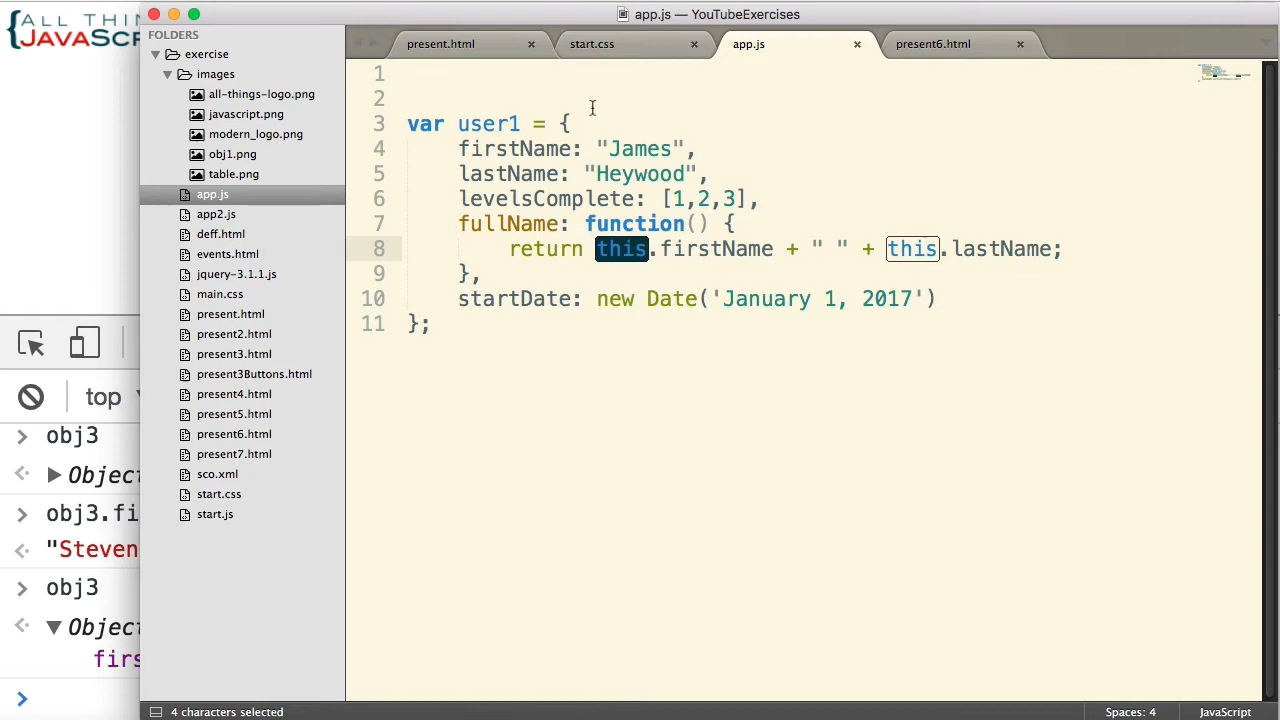 {ALL THIN
JAVASCR
app.js — YouTubeExercises
FOLDERS
exercise
images
all-things-logo.png
javascript.png
modern_logo.png
obj1.png
table.png
app.js
app2.js
deff.html
events.html
jquery-3.1.1.js
main.css
present.html
present2.html
present3.html
present3Buttons.html
present4.html
present5.html
present6.html
present7.html
sco.xml
start.css
start.js
present.html ×
start.css ×
app.js ×
present6.html ×
1
2
3 var user1 = {
4 firstName: "James",
5 lastName: "Heywood",
6 levelsComplete: [1,2,3],
7 fullName: function() {
8 return this.firstName + " " + this.lastName;
9 },
10 startDate: new Date('January 1, 2017')
11 };
top
> obj3
Object
> obj3.fi
"Steven
> obj3
Object
firs
>
4 characters selected
Spaces: 4
JavaScript